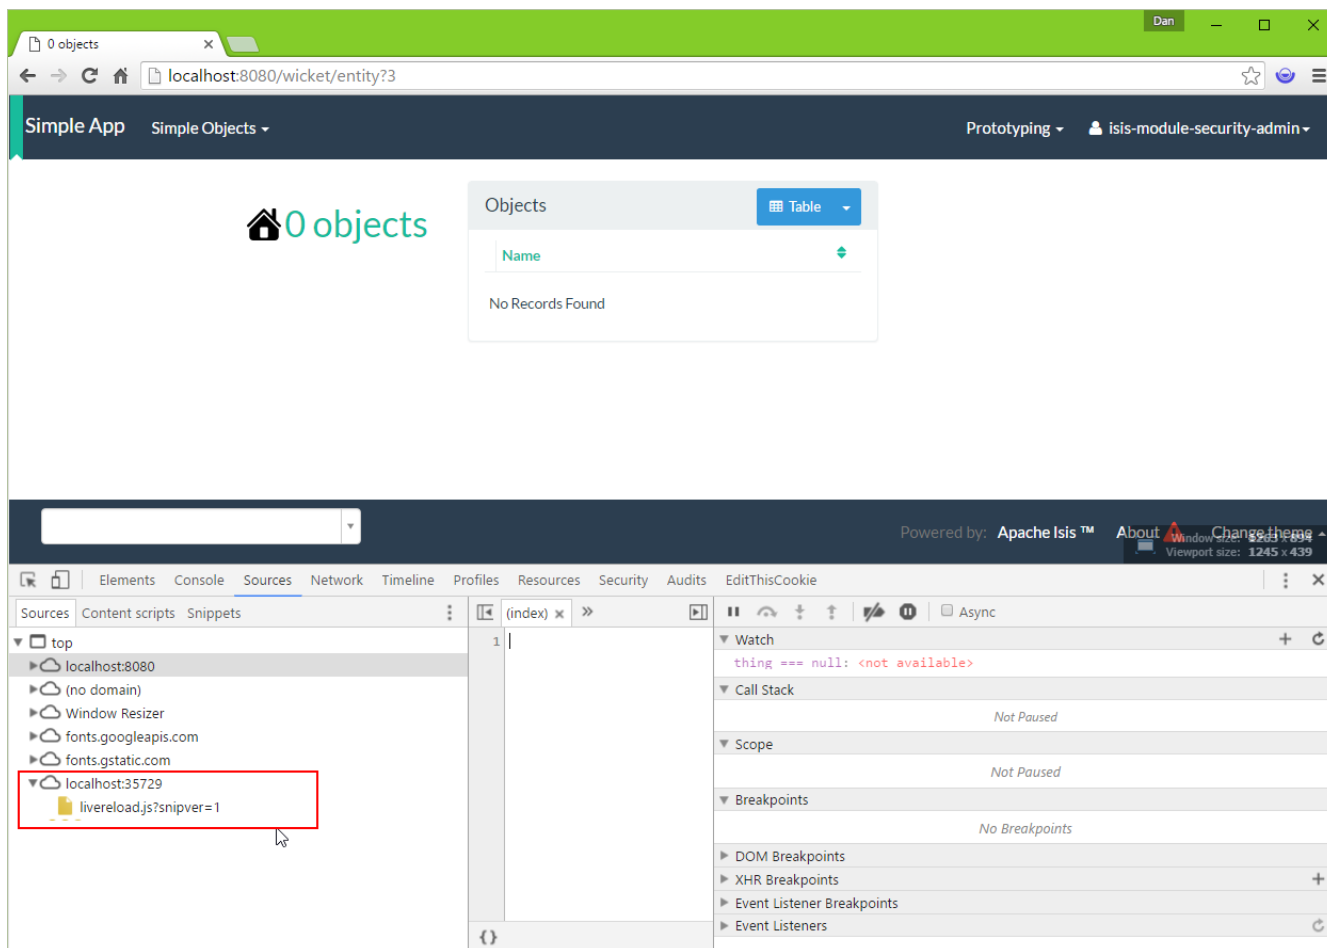 Dan
0 objects
localhost:8080/wicket/entity?3
Simple App Simple Objects Prototyping isis-module-security-admin
0 objects
Objects Table
Name
No Records Found
Powered by: Apache Isis ™ About Change theme
Window size: x
Viewport size: 1245 x 439
Elements Console Sources Network Timeline Profiles Resources Security Audits EditThisCookie
Sources Content scripts Snippets (index) Async
top
localhost:8080
(no domain)
Window Resizer
fonts.googleapis.com
fonts.gstatic.com
localhost:35729
livereload.js?snipver=1
1
{}
Watch
thing === null: <not available>
Call Stack
Not Paused
Scope
Not Paused
Breakpoints
No Breakpoints
DOM Breakpoints
XHR Breakpoints
Event Listener Breakpoints
Event Listeners